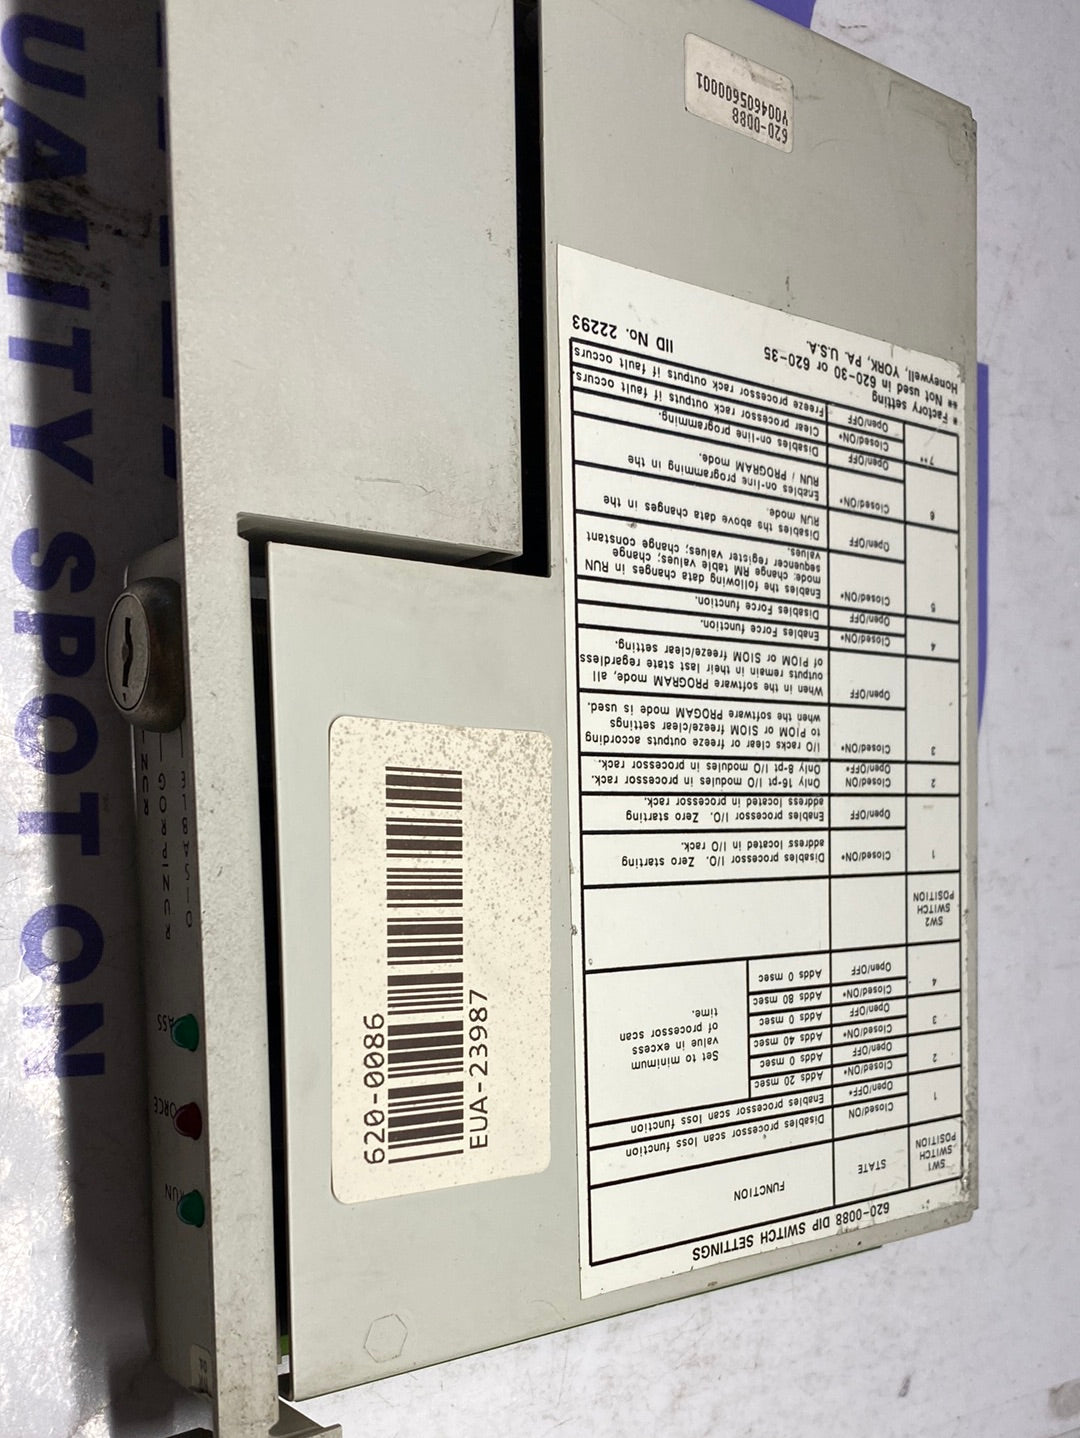 620-0088
Y004605600001
620-0088 DIP SWITCH SETTINGS
SW1 SWITCH POSITION STATE FUNCTION
1 Closed/ON Disables processor scan loss function
Open/OFF* Enables processor scan loss function
2 Closed/ON* Adds 20 msec
Open/OFF Adds 0 msec
3 Closed/ON* Adds 40 msec
Open/OFF Adds 0 msec
4 Closed/ON* Adds 80 msec
Open/OFF Adds 0 msec
Set to minimum
value in excess
of processor scan
time.
SW2 SWITCH POSITION
1 Closed/ON* Disables processor I/O. Zero starting
address located in I/O rack.
Open/OFF Enables processor I/O. Zero starting
address located in processor rack.
2 Closed/ON Only 16-pt I/O modules in processor rack.
Open/OFF* Only 8-pt I/O modules in processor rack.
3 Closed/ON* I/O racks clear or freeze outputs according
to PIOM or SIOM freeze/clear settings
when the software PROGAM mode is used.
Open/OFF When in the software PROGRAM mode, all
outputs remain in their last state regardless
of PIOM or SIOM freeze/clear setting.
4 Closed/ON* Enables Force function.
Open/OFF Disables Force function.
5 Closed/ON* Enables the following data changes in RUN
mode: change RM table values; change
sequencer register values; change constant
values.
Open/OFF Disables the above data changes in the
RUN mode.
6 Closed/ON* Enables on-line programming in the
RUN / PROGRAM mode.
Open/OFF Disables on-line programming.
7** Closed/ON* Clear processor rack outputs if fault occurs.
Open/OFF Freeze processor rack outputs if fault occurs
* Factory setting
** Not used in 620-30 or 620-35
Honeywell, YORK, PA. U.S.A. IID No. 22293
620-0086
EUA-23987
UALITY SPOT ON
RUN
ORCE
ASS